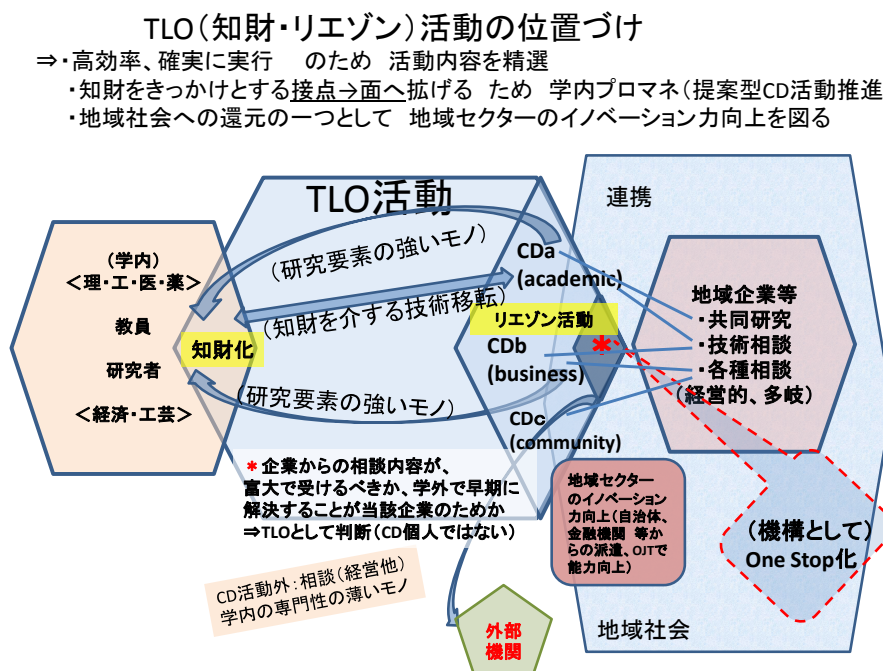 TLO(知財・リエゾン)活動の位置づけ
⇒・高効率、確実に実行 のため 活動内容を精選
・知財をきっかけとする接点→面へ拡げる ため 学内プロマネ(提案型CD活動推進
・地域社会への還元の一つとして 地域セクターのイノベーション力向上を図る
TLO活動
連携
(学内)
<理・工・医・薬>
教員
研究者
<経済・工芸>
知財化
(研究要素の強いモノ)
(知財を介する技術移転)
(研究要素の強いモノ)
CDa
(academic)
リエゾン活動
*
CDb
(business)
CDc
(community)
地域企業等
・共同研究
・技術相談
・各種相談
(経営的、多岐)
*企業からの相談内容が、
富大で受けるべきか、学外で早期に
解決することが当該企業のためか
⇒TLOとして判断(CD個人ではない)
地域セクター
のイノベーション
力向上(自治体、
金融機関 等か
らの派遣、OJTで
能力向上)
(機構として)
One Stop化
CD活動外:相談(経営他)
学内の専門性の薄いモノ
外部
機関
地域社会